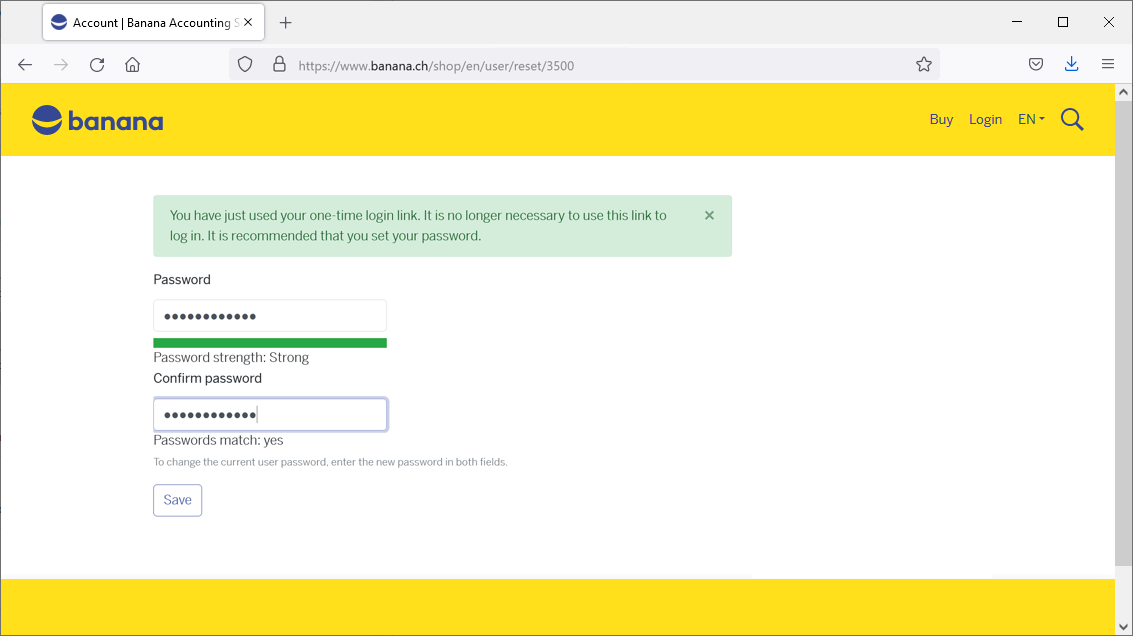 Account | Banana Accounting S
https://www.banana.ch/shop/en/user/reset/3500
banana
Buy Login EN
You have just used your one-time login link. It is no longer necessary to use this link to
log in. It is recommended that you set your password.
Password
••••••••••••
Password strength: Strong
Confirm password
••••••••••••
Passwords match: yes
To change the current user password, enter the new password in both fields.
Save